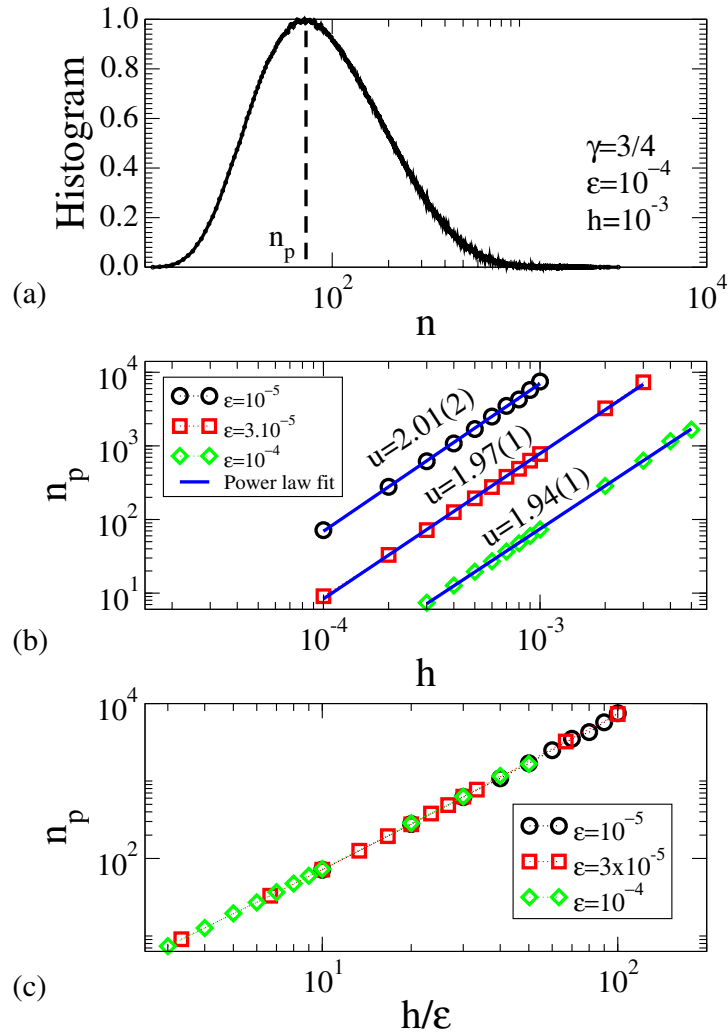 1.0
0.8
0.6
0.4
0.2
0.0
Histogram
n_p
γ=3/4
ε=10^-4
h=10^-3
10^2
10^4
n
(a)
10^4
10^3
10^2
10^1
n_p
ε=10^-5
ε=3.10^-5
ε=10^-4
Power law fit
u=2.01(2)
u=1.97(1)
u=1.94(1)
10^-4
10^-3
h
(b)
10^4
10^2
n_p
ε=10^-5
ε=3x10^-5
ε=10^-4
10^1
10^2
h/ε
(c)